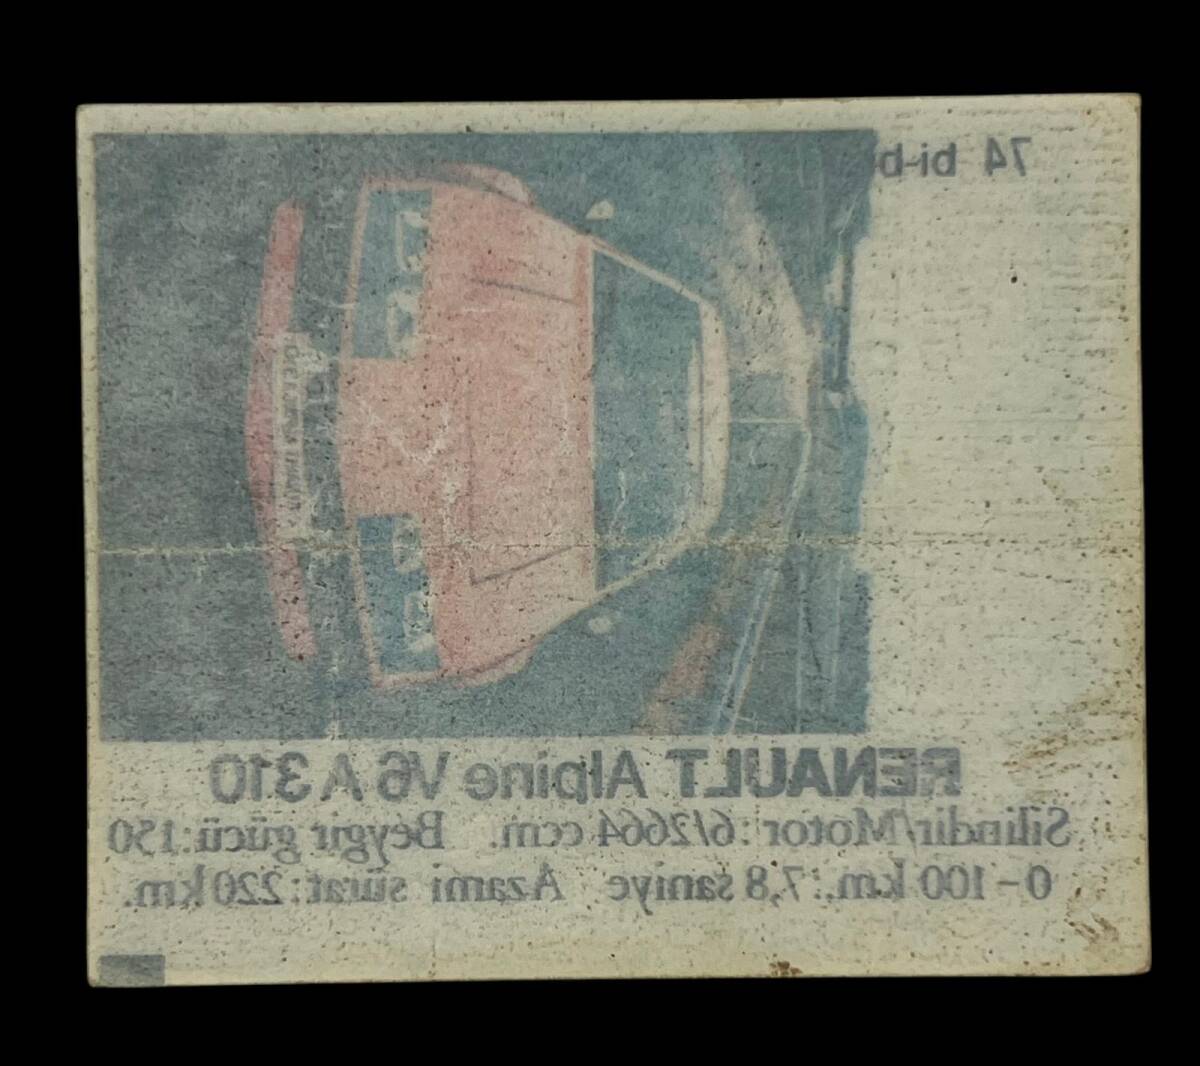 74 bi-b
RENAULT Alpine V6 A 310
Silindir/Motor: 6/2664 ccm. Beygir gücü: 150
0-100 km.: 7,8 saniye Azami sürat: 220 km.